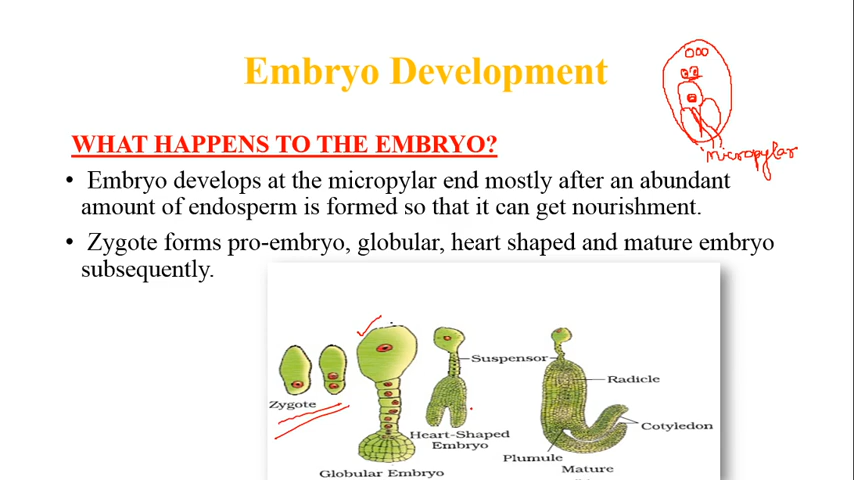 Embryo Development
micropylar
WHAT HAPPENS TO THE EMBRYO?
• Embryo develops at the micropylar end mostly after an abundant
amount of endosperm is formed so that it can get nourishment.
• Zygote forms pro-embryo, globular, heart shaped and mature embryo
subsequently.
Suspensor
Radicle
Zygote
Cotyledon
Heart-Shaped
Embryo
Plumule
Globular Embryo
Mature